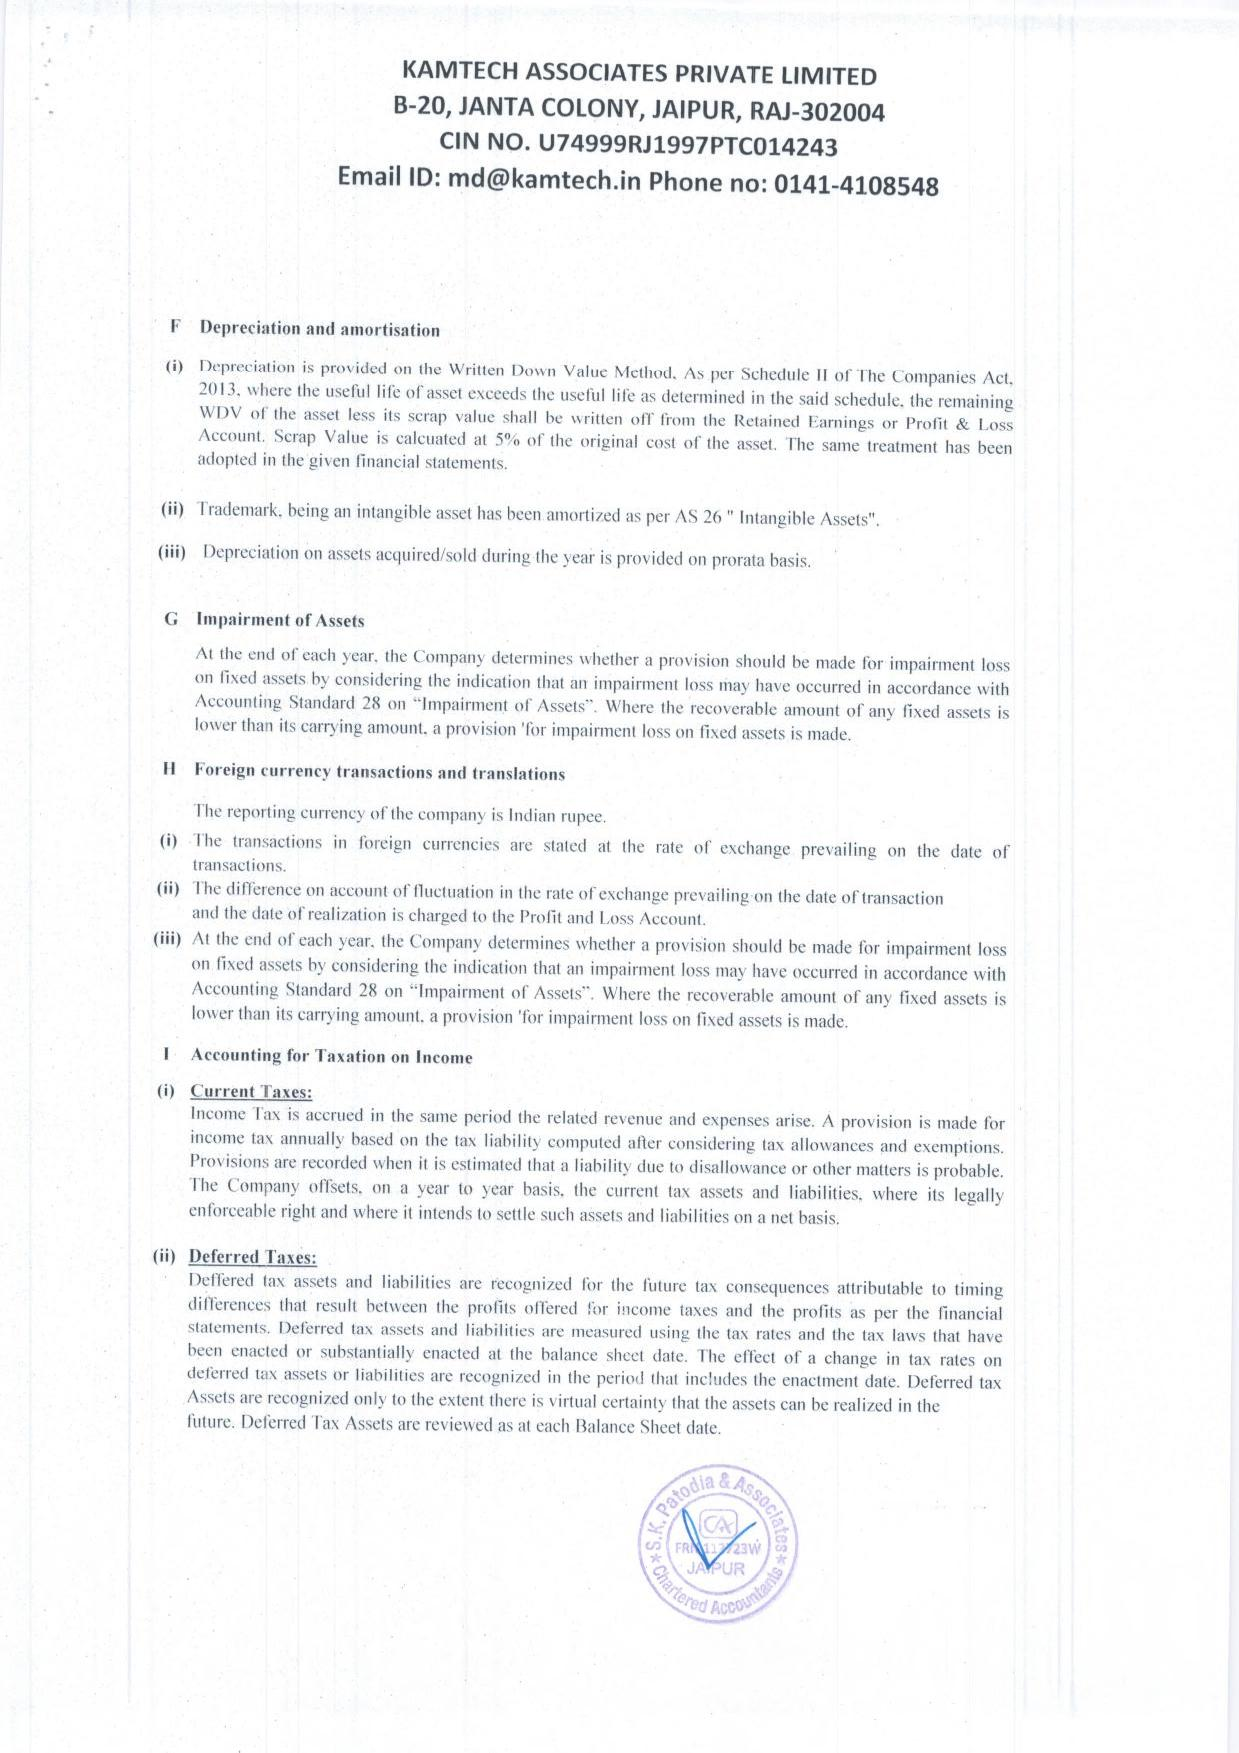 KAMTECH ASSOCIATES PRIVATE LIMITED
B-20, JANTA COLONY, JAIPUR, RAJ-302004
CIN NO. U74999RJ1997PTC014243
Email ID: md@kamtech.in Phone no: 0141-4108548
F Depreciation and amortisation
(i) Depreciation is provided on the Written Down Value Method. As per Schedule II of The Companies Act,
2013, where the useful life of asset exceeds the useful life as determined in the said schedule, the remaining
WDV of the asset less its scrap value shall be written off from the Retained Earnings or Profit & Loss
Account. Scrap Value is calcuated at 5% of the original cost of the asset. The same treatment has been
adopted in the given financial statements.
(ii) Trademark, being an intangible asset has been amortized as per AS 26 " Intangible Assets".
(iii) Depreciation on assets acquired/sold during the year is provided on prorata basis.
G Impairment of Assets
At the end of each year, the Company determines whether a provision should be made for impairment loss
on fixed assets by considering the indication that an impairment loss may have occurred in accordance with
Accounting Standard 28 on “Impairment of Assets”. Where the recoverable amount of any fixed assets is
lower than its carrying amount, a provision 'for impairment loss on fixed assets is made.
H Foreign currency transactions and translations
The reporting currency of the company is Indian rupee.
(i) The transactions in foreign currencies are stated at the rate of exchange prevailing on the date of
transactions.
(ii) The difference on account of fluctuation in the rate of exchange prevailing on the date of transaction
and the date of realization is charged to the Profit and Loss Account.
(iii) At the end of each year, the Company determines whether a provision should be made for impairment loss
on fixed assets by considering the indication that an impairment loss may have occurred in accordance with
Accounting Standard 28 on “Impairment of Assets”. Where the recoverable amount of any fixed assets is
lower than its carrying amount, a provision 'for impairment loss on fixed assets is made.
I Accounting for Taxation on Income
(i) Current Taxes:
Income Tax is accrued in the same period the related revenue and expenses arise. A provision is made for
income tax annually based on the tax liability computed after considering tax allowances and exemptions.
Provisions are recorded when it is estimated that a liability due to disallowance or other matters is probable.
The Company offsets, on a year to year basis, the current tax assets and liabilities, where its legally
enforceable right and where it intends to settle such assets and liabilities on a net basis.
(ii) Deferred Taxes:
Deffered tax assets and liabilities are recognized for the future tax consequences attributable to timing
differences that result between the profits offered for income taxes and the profits as per the financial
statements. Deferred tax assets and liabilities are measured using the tax rates and the tax laws that have
been enacted or substantially enacted at the balance sheet date. The effect of a change in tax rates on
deferred tax assets or liabilities are recognized in the period that includes the enactment date. Deferred tax
Assets are recognized only to the extent there is virtual certainty that the assets can be realized in the
future. Deferred Tax Assets are reviewed as at each Balance Sheet date.
S.K. Patodia & Associates
CA
JAIPUR
Chartered Accountants